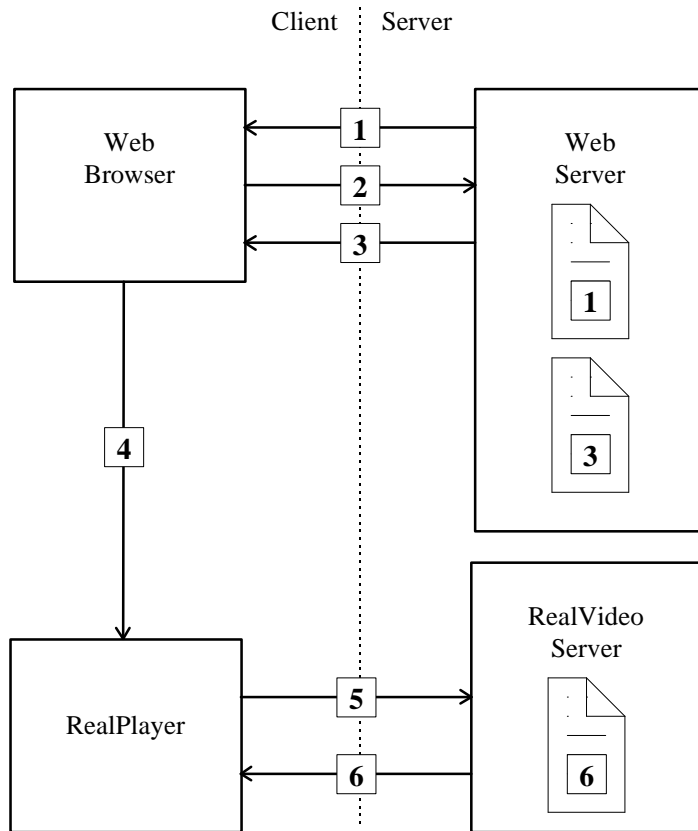 Client Server
1
Web
Browser
Web
Server
2
3
1
4
3
RealVideo
Server
5
RealPlayer
6
6